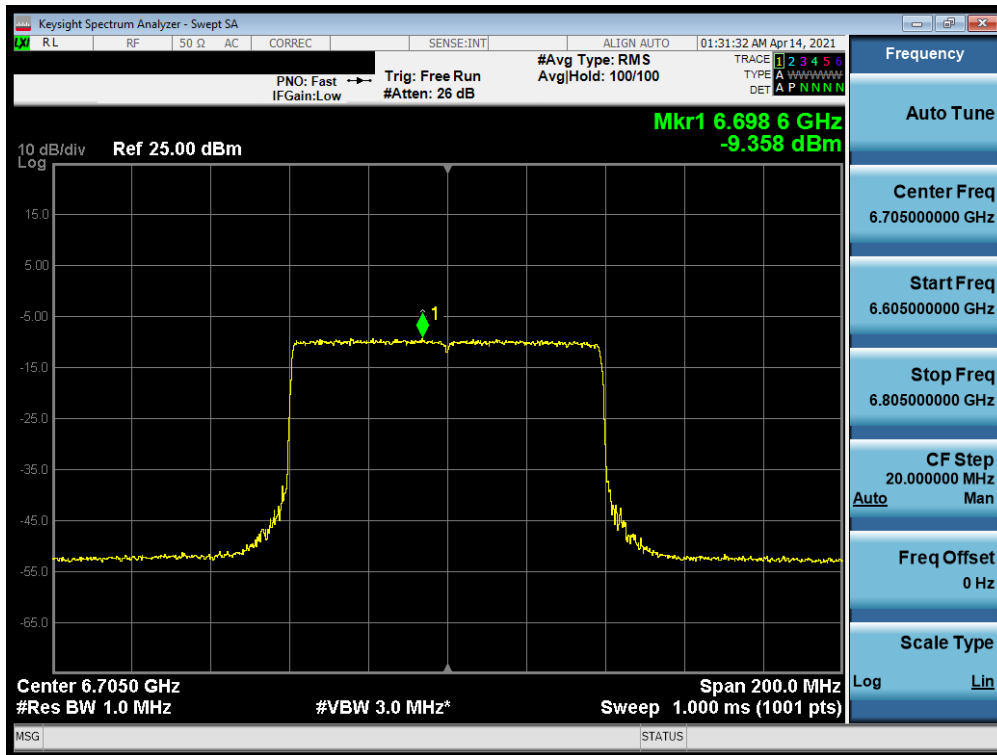 Keysight Spectrum Analyzer - Swept SA
LXI RL RF 50 Ω AC CORREC SENSE:INT ALIGN AUTO 01:31:32 AM Apr 14, 2021
PNO: Fast
IFGain:Low
Trig: Free Run
#Atten: 26 dB
#Avg Type: RMS
Avg|Hold: 100/100
TRACE 1 2 3 4 5 6
TYPE A WWWWW
DET A P N N N N
Mkr1 6.698 6 GHz
-9.358 dBm
10 dB/div Ref 25.00 dBm
Log
15.0
5.00
-5.00
-15.0
-25.0
-35.0
-45.0
-55.0
-65.0
1
Center 6.7050 GHz Span 200.0 MHz
#Res BW 1.0 MHz #VBW 3.0 MHz* Sweep 1.000 ms (1001 pts)
MSG STATUS
Frequency
Auto Tune
Center Freq
6.705000000 GHz
Start Freq
6.605000000 GHz
Stop Freq
6.805000000 GHz
CF Step
20.000000 MHz
Auto Man
Freq Offset
0 Hz
Scale Type
Log Lin